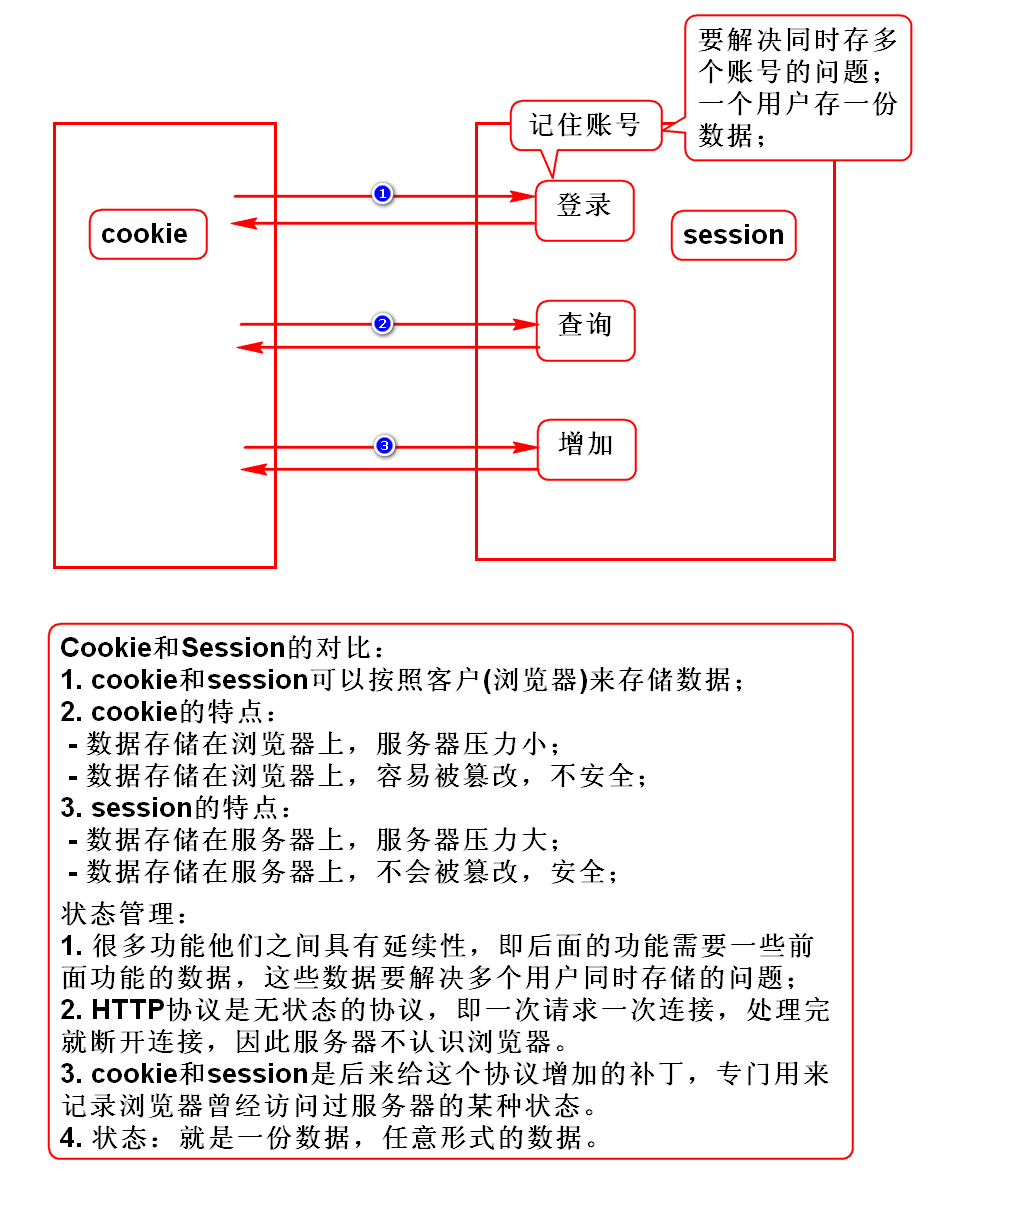 要解决同时存多
个账号的问题；
一个用户存一份
数据；
记住账号
1
登录
cookie
session
2
查询
3
增加
Cookie和Session的对比：
1. cookie和session可以按照客户(浏览器)来存储数据；
2. cookie的特点：
- 数据存储在浏览器上，服务器压力小；
- 数据存储在浏览器上，容易被篡改，不安全；
3. session的特点：
- 数据存储在服务器上，服务器压力大；
- 数据存储在服务器上，不会被篡改，安全；
状态管理：
1. 很多功能他们之间具有延续性，即后面的功能需要一些前
面功能的数据，这些数据要解决多个用户同时存储的问题；
2. HTTP协议是无状态的协议，即一次请求一次连接，处理完
就断开连接，因此服务器不认识浏览器。
3. cookie和session是后来给这个协议增加的补丁，专门用来
记录浏览器曾经访问过服务器的某种状态。
4. 状态：就是一份数据，任意形式的数据。